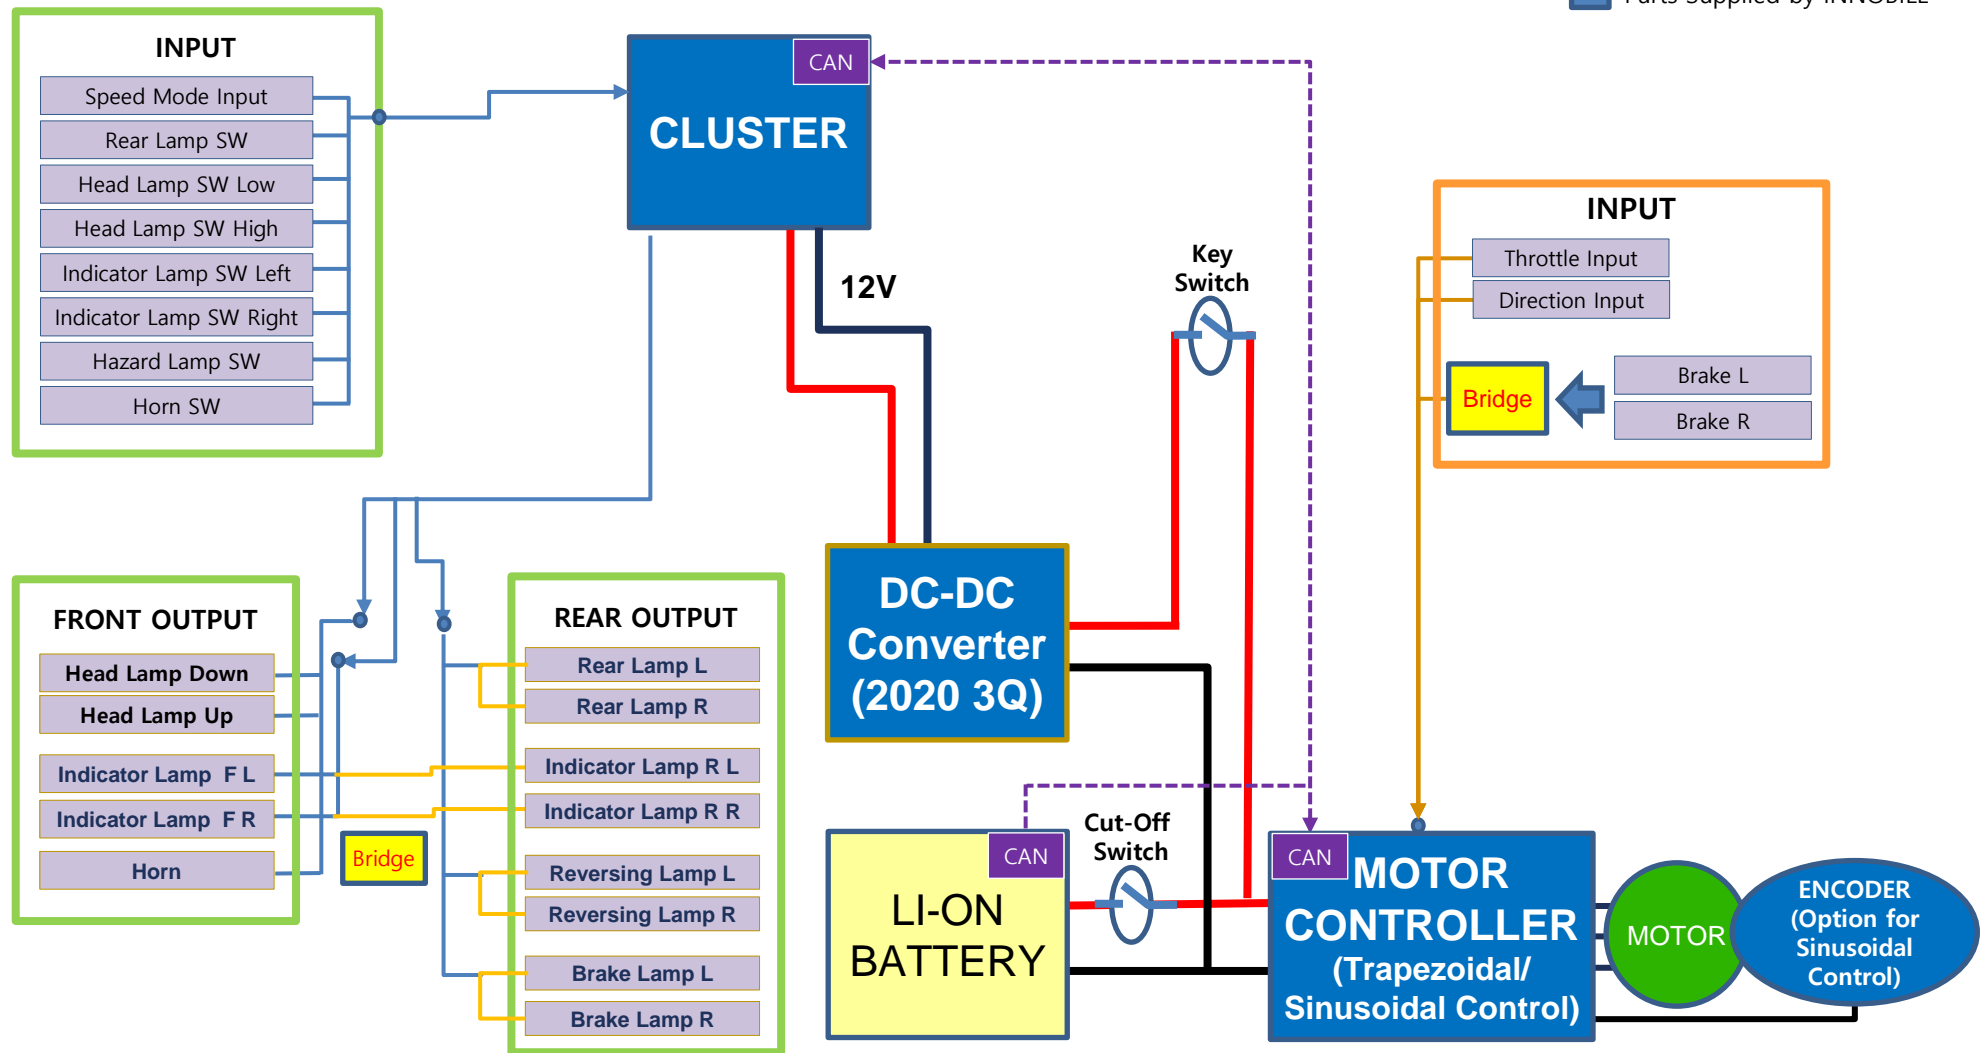 Parts Supplied by INNOBILE
INPUT
Speed Mode Input
Rear Lamp SW
Head Lamp SW Low
Head Lamp SW High
Indicator Lamp SW Left
Indicator Lamp SW Right
Hazard Lamp SW
Horn SW
CAN
CLUSTER
12V
Key
Switch
INPUT
Throttle Input
Direction Input
Bridge
Brake L
Brake R
FRONT OUTPUT
Head Lamp Down
Head Lamp Up
Indicator Lamp F L
Indicator Lamp F R
Horn
Bridge
REAR OUTPUT
Rear Lamp L
Rear Lamp R
Indicator Lamp R L
Indicator Lamp R R
Reversing Lamp L
Reversing Lamp R
Brake Lamp L
Brake Lamp R
DC-DC
Converter
(2020 3Q)
CAN
LI-ON
BATTERY
Cut-Off
Switch
CAN
MOTOR
CONTROLLER
(Trapezoidal/
Sinusoidal Control)
MOTOR
ENCODER
(Option for
Sinusoidal
Control)